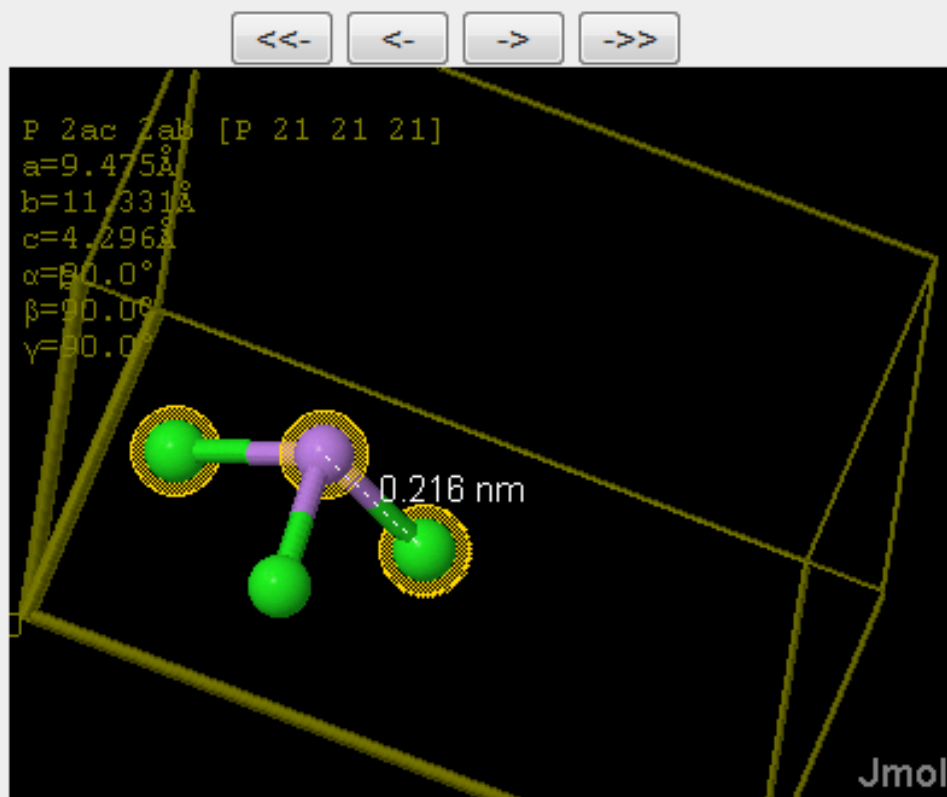 <<- <- -> ->>
P 2ac 2ab [P 21 21 21]
a=9.475Å
b=11.331Å
c=4.296Å
α=90.0°
β=90.0°
γ=90.0°
0.216 nm
Jmol